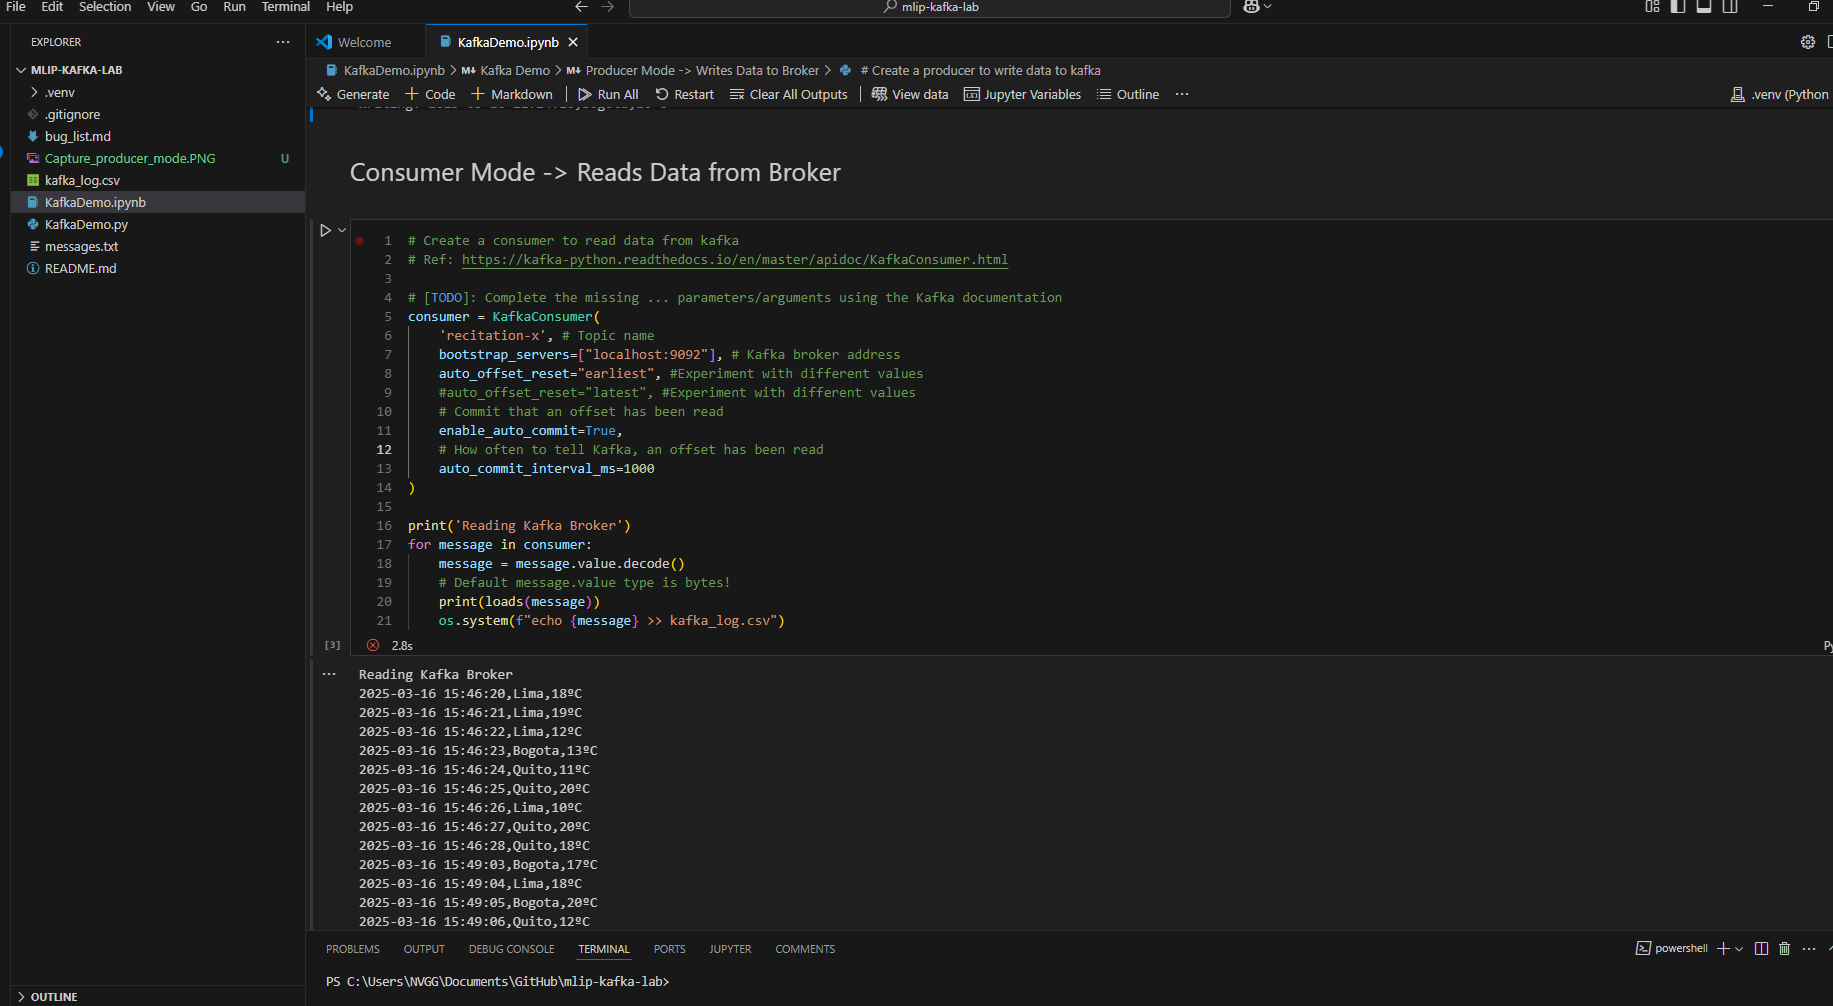 File Edit Selection View Go Run Terminal Help
mlip-kafka-lab
EXPLORER
MLIP-KAFKA-LAB
.venv
.gitignore
bug_list.md
Capture_producer_mode.PNG U
kafka_log.csv
KafkaDemo.ipynb
KafkaDemo.py
messages.txt
README.md
OUTLINE
Welcome
KafkaDemo.ipynb
KafkaDemo.ipynb > M↓ Kafka Demo > M↓ Producer Mode -> Writes Data to Broker > # Create a producer to write data to kafka
Generate + Code + Markdown Run All Restart Clear All Outputs View data Jupyter Variables Outline ...
.venv (Python
Consumer Mode -> Reads Data from Broker
1 # Create a consumer to read data from kafka
2 # Ref: https://kafka-python.readthedocs.io/en/master/apidoc/KafkaConsumer.html
3
4 # [TODO]: Complete the missing ... parameters/arguments using the Kafka documentation
5 consumer = KafkaConsumer(
6 'recitation-x', # Topic name
7 bootstrap_servers=["localhost:9092"], # Kafka broker address
8 auto_offset_reset="earliest", #Experiment with different values
9 #auto_offset_reset="latest", #Experiment with different values
10 # Commit that an offset has been read
11 enable_auto_commit=True,
12 # How often to tell Kafka, an offset has been read
13 auto_commit_interval_ms=1000
14 )
15
16 print('Reading Kafka Broker')
17 for message in consumer:
18 message = message.value.decode()
19 # Default message.value type is bytes!
20 print(loads(message))
21 os.system(f"echo {message} >> kafka_log.csv")
[3] 2.8s
Py
Reading Kafka Broker
2025-03-16 15:46:20,Lima,18ºC
2025-03-16 15:46:21,Lima,19ºC
2025-03-16 15:46:22,Lima,12ºC
2025-03-16 15:46:23,Bogota,13ºC
2025-03-16 15:46:24,Quito,11ºC
2025-03-16 15:46:25,Quito,20ºC
2025-03-16 15:46:26,Lima,10ºC
2025-03-16 15:46:27,Quito,20ºC
2025-03-16 15:46:28,Quito,18ºC
2025-03-16 15:49:03,Bogota,17ºC
2025-03-16 15:49:04,Lima,18ºC
2025-03-16 15:49:05,Bogota,20ºC
2025-03-16 15:49:06,Quito,12ºC
PROBLEMS OUTPUT DEBUG CONSOLE TERMINAL PORTS JUPYTER COMMENTS
powershell
PS C:\Users\NVGG\Documents\GitHub\mlip-kafka-lab>